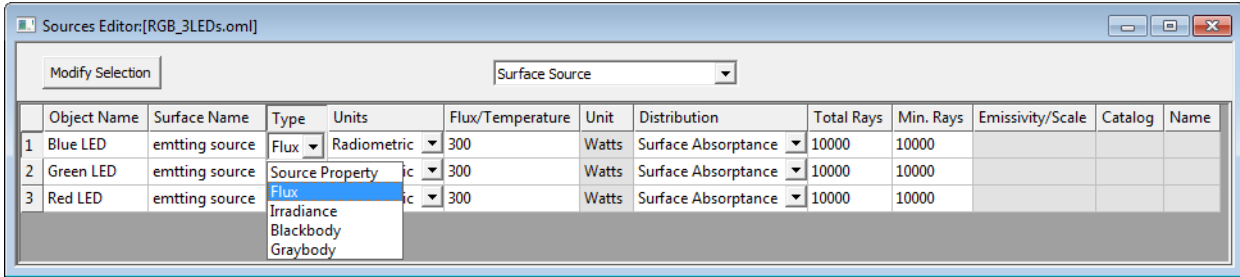 Sources Editor:[RGB_3LEDs.oml]
Modify Selection Surface Source
Object Name Surface Name Type Units Flux/Temperature Unit Distribution Total Rays Min. Rays Emissivity/Scale Catalog Name
1 Blue LED emtting source Flux Radiometric 300 Watts Surface Absorptance 10000 10000
2 Green LED emtting source Source Property ic 300 Watts Surface Absorptance 10000 10000
3 Red LED emtting source Flux ic 300 Watts Surface Absorptance 10000 10000
Irradiance
Blackbody
Graybody